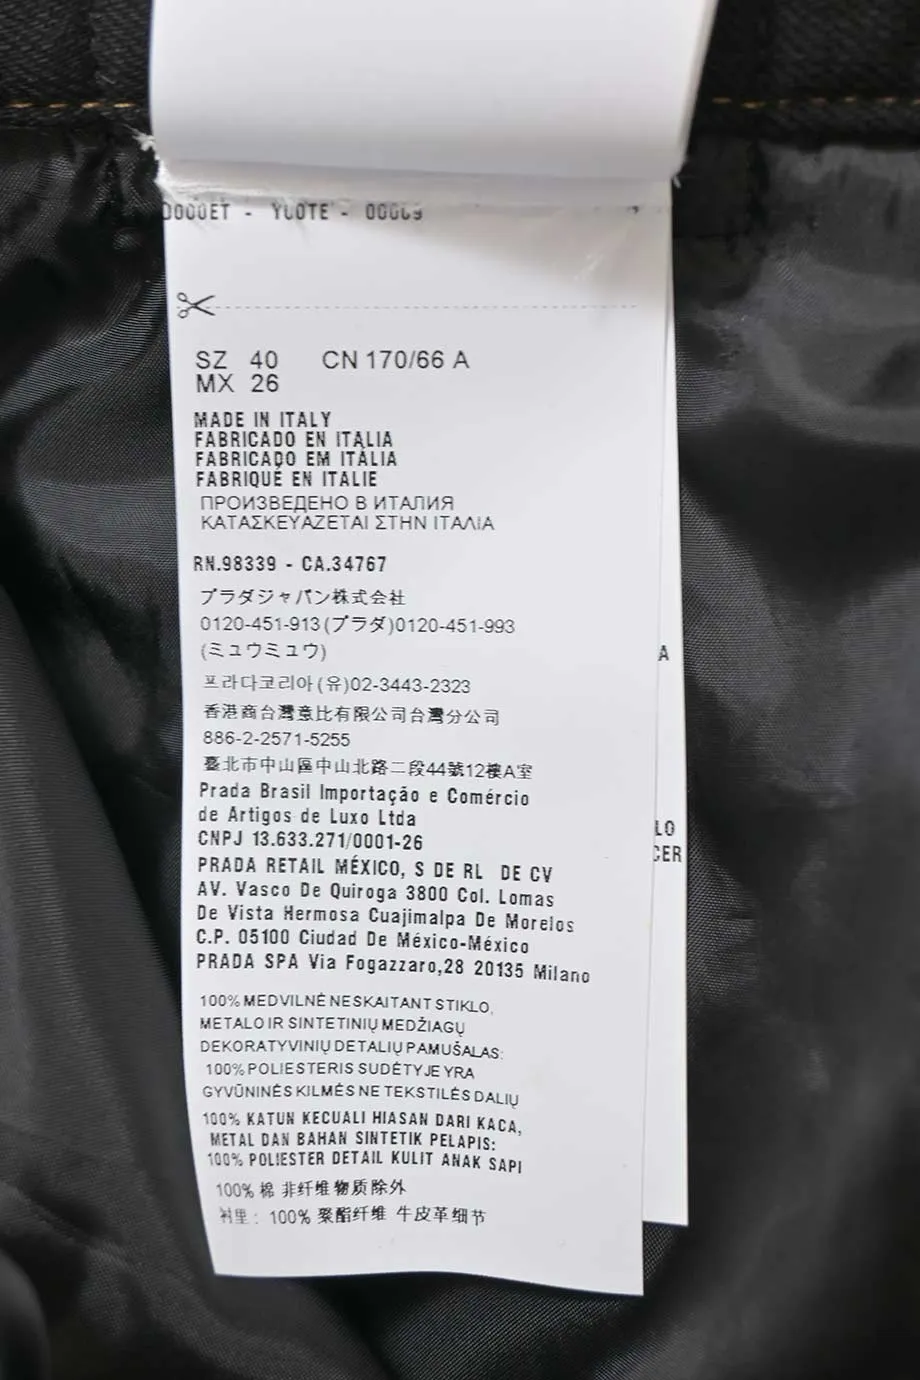 SZ 40 CN 170/66 A
MX 26
MADE IN ITALY
FABRICADO EN ITALIA
FABRICADO EM ITÁLIA
FABRIQUÉ EN ITALIE
ПРОИЗВЕДЕНО В ИТАЛИЯ
ΚΑΤΑΣΚΕΥΑΖΕΤΑΙ ΣΤΗΝ ΙΤΑΛΙΑ
RN.98339 - CA.34767
プラダジャパン株式会社
0120-451-913(プラダ)0120-451-993
(ミュウミュウ)
프라다코리아(유)02-3443-2323
香港商台灣意比有限公司台灣分公司
886-2-2571-5255
臺北市中山區中山北路二段44號12樓A室
Prada Brasil Importação e Comércio
de Artigos de Luxo Ltda
CNPJ 13.633.271/0001-26
PRADA RETAIL MÉXICO, S DE RL DE CV
AV. Vasco De Quiroga 3800 Col. Lomas
De Vista Hermosa Cuajimalpa De Morelos
C.P. 05100 Ciudad De México-México
PRADA SPA Via Fogazzaro,28 20135 Milano
100% MEDVILNĖ NESKAITANT STIKLO,
METALO IR SINTETINIŲ MEDŽIAGŲ
DEKORATYVINIŲ DETALIŲ PAMUŠALAS:
100% POLIESTERIS SUDĖTYJE YRA
GYVŪNINĖS KILMĖS NE TEKSTILĖS DALIŲ
100% KATUN KECUALI HIASAN DARI KACA,
METAL DAN BAHAN SINTETIK PELAPIS:
100% POLIESTER DETAIL KULIT ANAK SAPI
100% 棉 非纤维物质除外
衬里: 100% 聚酯纤维 牛皮革细节
A
LO
CER